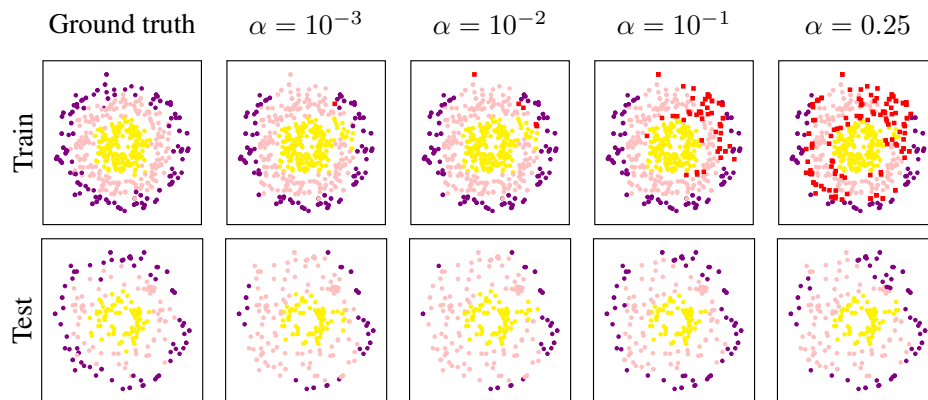 Ground truth α = 10⁻³ α = 10⁻² α = 10⁻¹ α = 0.25
Train
Test